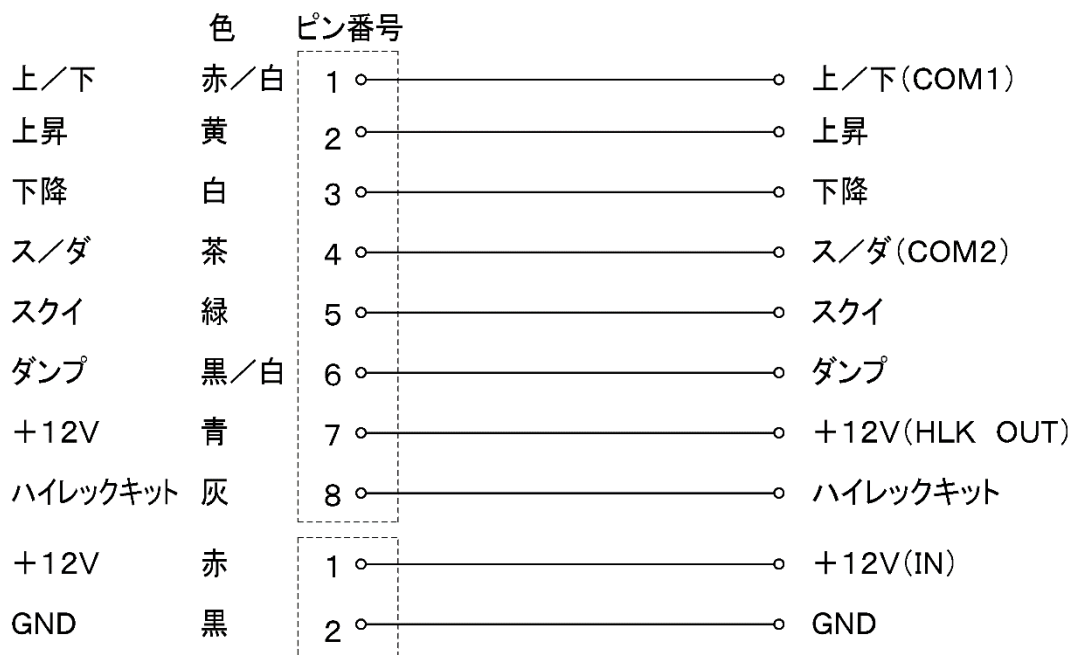 色 ピン番号
上／下 赤／白 1 上／下(COM1)
上昇 黄 2 上昇
下降 白 3 下降
ス／ダ 茶 4 ス／ダ(COM2)
スクイ 緑 5 スクイ
ダンプ 黒／白 6 ダンプ
＋12V 青 7 ＋12V(HLK OUT)
ハイレックキット 灰 8 ハイレックキット
＋12V 赤 1 ＋12V(IN)
GND 黒 2 GND